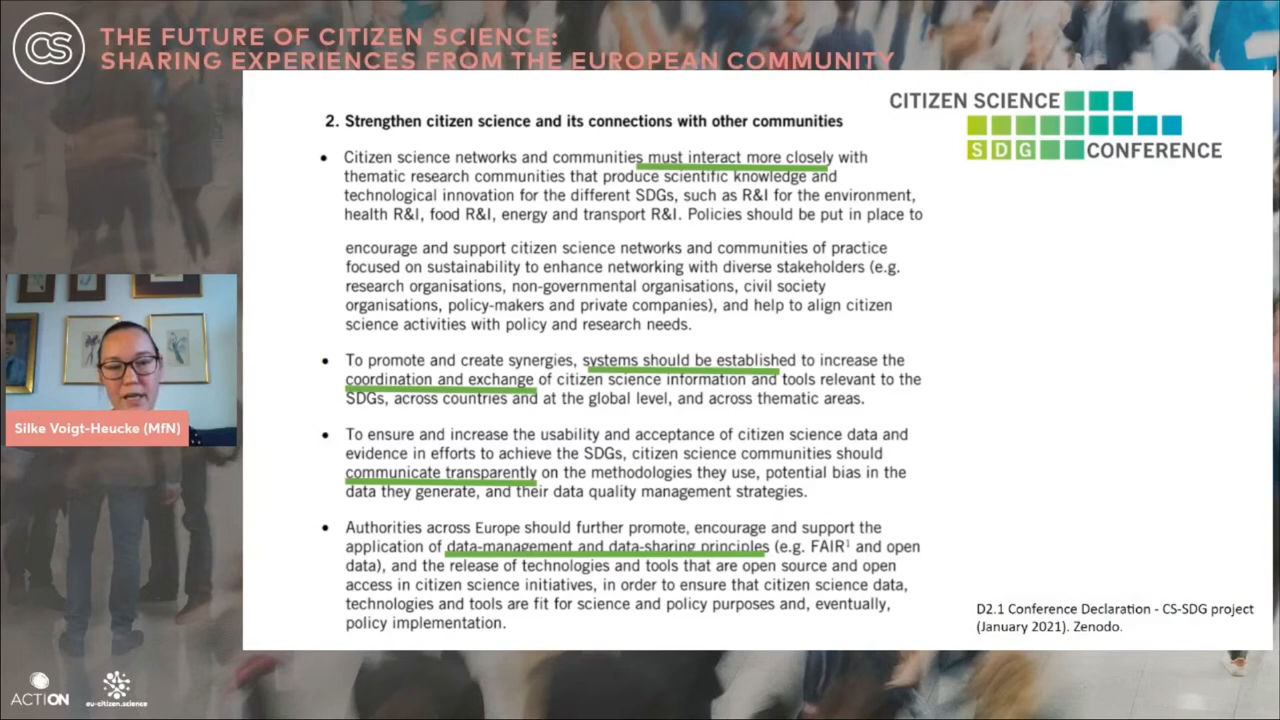 CS
THE FUTURE OF CITIZEN SCIENCE:
SHARING EXPERIENCES FROM THE EUROPEAN COMMUNITY
CITIZEN SCIENCE
SDG CONFERENCE
2. Strengthen citizen science and its connections with other communities
• Citizen science networks and communities must interact more closely with
thematic research communities that produce scientific knowledge and
technological innovation for the different SDGs, such as R&I for the environment,
health R&I, food R&I, energy and transport R&I. Policies should be put in place to
encourage and support citizen science networks and communities of practice
focused on sustainability to enhance networking with diverse stakeholders (e.g.
research organisations, non-governmental organisations, civil society
organisations, policy-makers and private companies), and help to align citizen
science activities with policy and research needs.
• To promote and create synergies, systems should be established to increase the
coordination and exchange of citizen science information and tools relevant to the
SDGs, across countries and at the global level, and across thematic areas.
• To ensure and increase the usability and acceptance of citizen science data and
evidence in efforts to achieve the SDGs, citizen science communities should
communicate transparently on the methodologies they use, potential bias in the
data they generate, and their data quality management strategies.
• Authorities across Europe should further promote, encourage and support the
application of data-management and data-sharing principles (e.g. FAIR¹ and open
data), and the release of technologies and tools that are open source and open
access in citizen science initiatives, in order to ensure that citizen science data,
technologies and tools are fit for science and policy purposes and, eventually,
policy implementation.
D2.1 Conference Declaration - CS-SDG project
(January 2021). Zenodo.
Silke Voigt-Heucke (MfN)
ACTION
eu-citizen.science